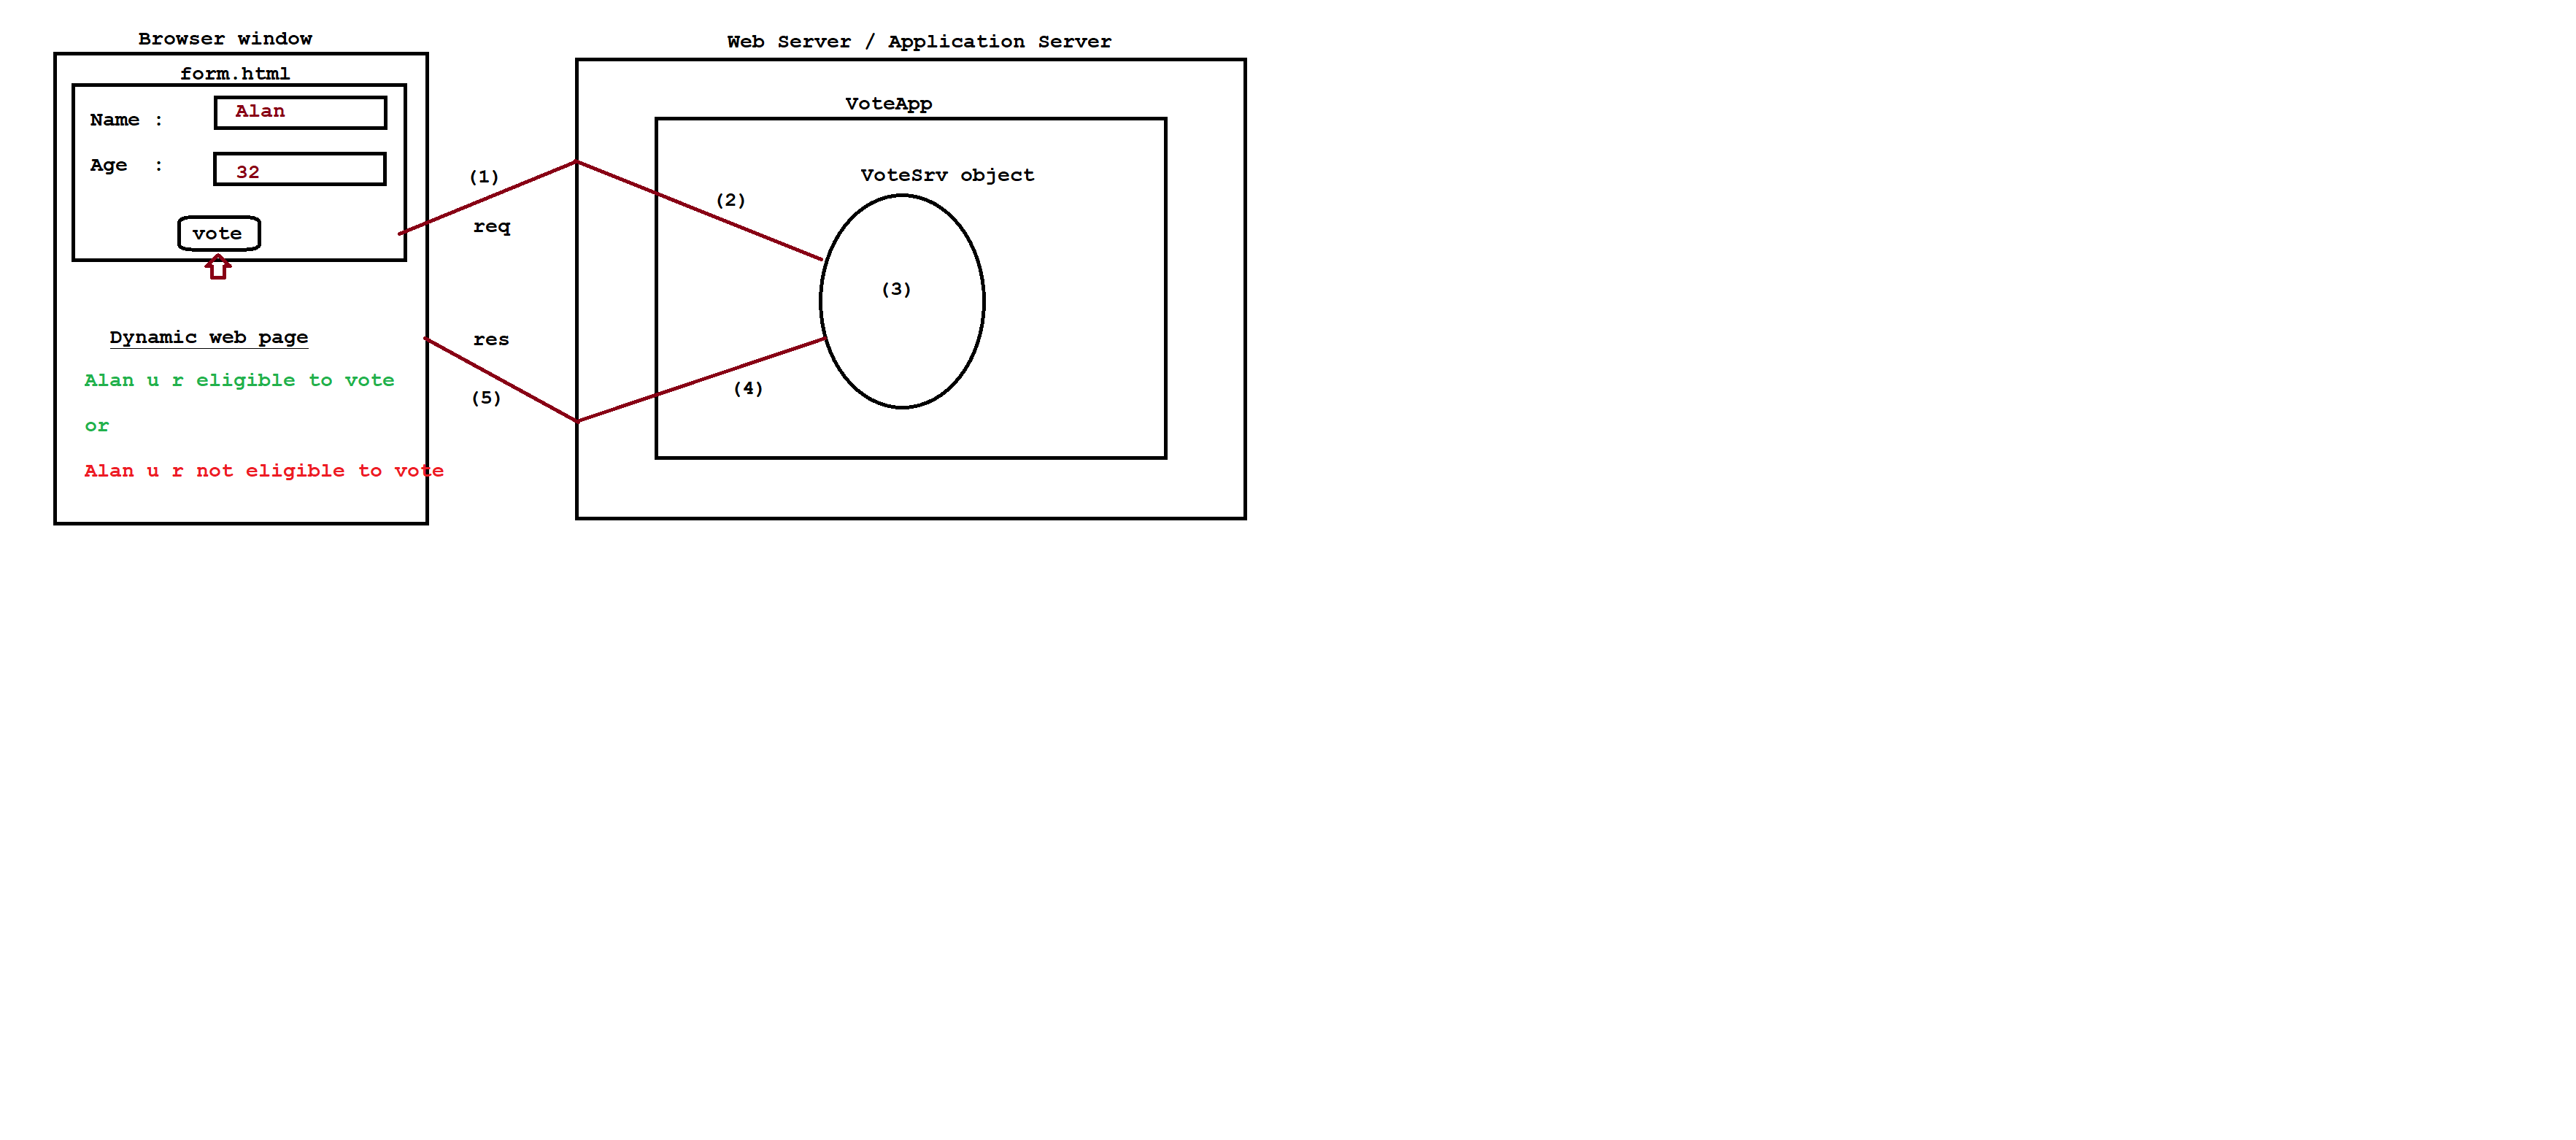 Browser window
form.html
Name : Alan
Age : 32
vote
Dynamic web page
Alan u r eligible to vote
or
Alan u r not eligible to vote
(1)
req
res
(5)
Web Server / Application Server
VoteApp
VoteSrv object
(2)
(3)
(4)